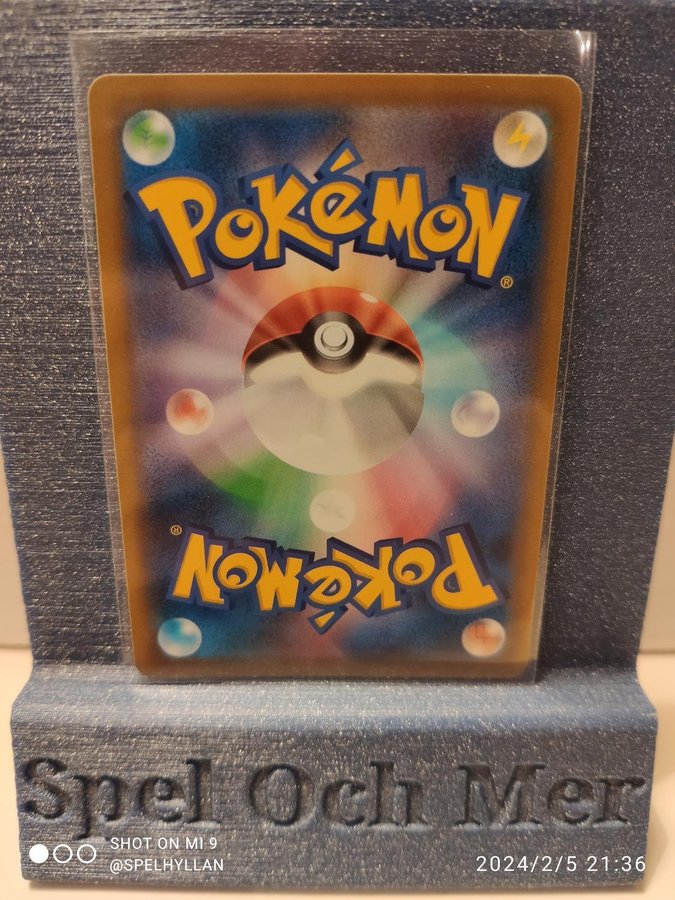 POKéMON
®
®
POKéMON
Spel Och Mer
SHOT ON MI 9
@SPELHYLLAN
2024/2/5 21:36